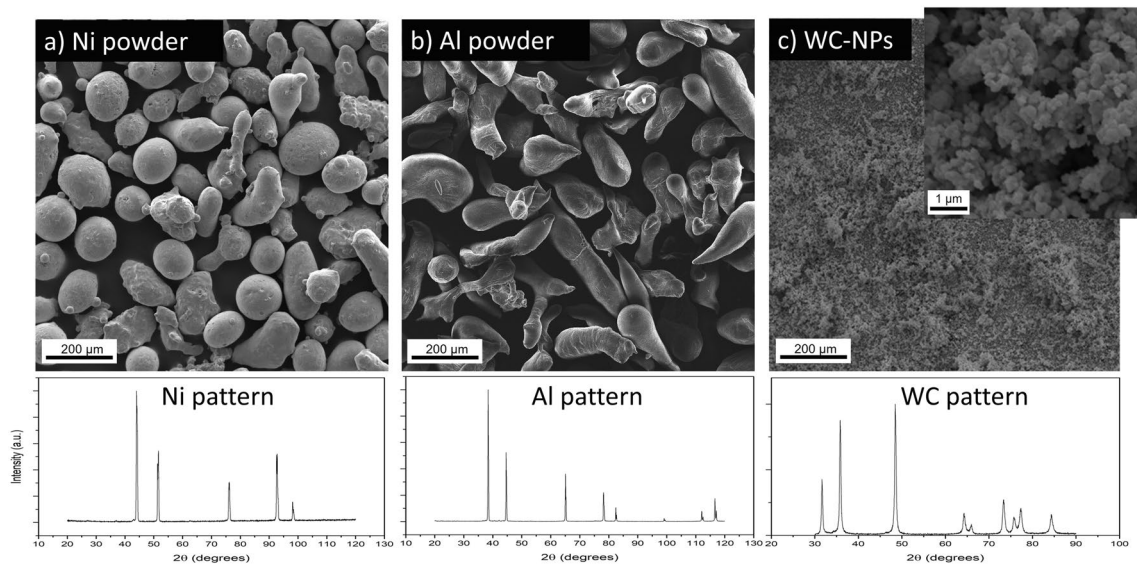 a) Ni powder
b) Al powder
c) WC-NPs
1 µm
200 µm
200 µm
200 µm
Ni pattern
Al pattern
WC pattern
Intensity (a.u.)
10 20 30 40 50 60 70 80 90 100 110 120 130
10 20 30 40 50 60 70 80 90 100 110 120 130
20 30 40 50 60 70 80 90 100
2θ (degrees)
2θ (degrees)
2θ (degrees)